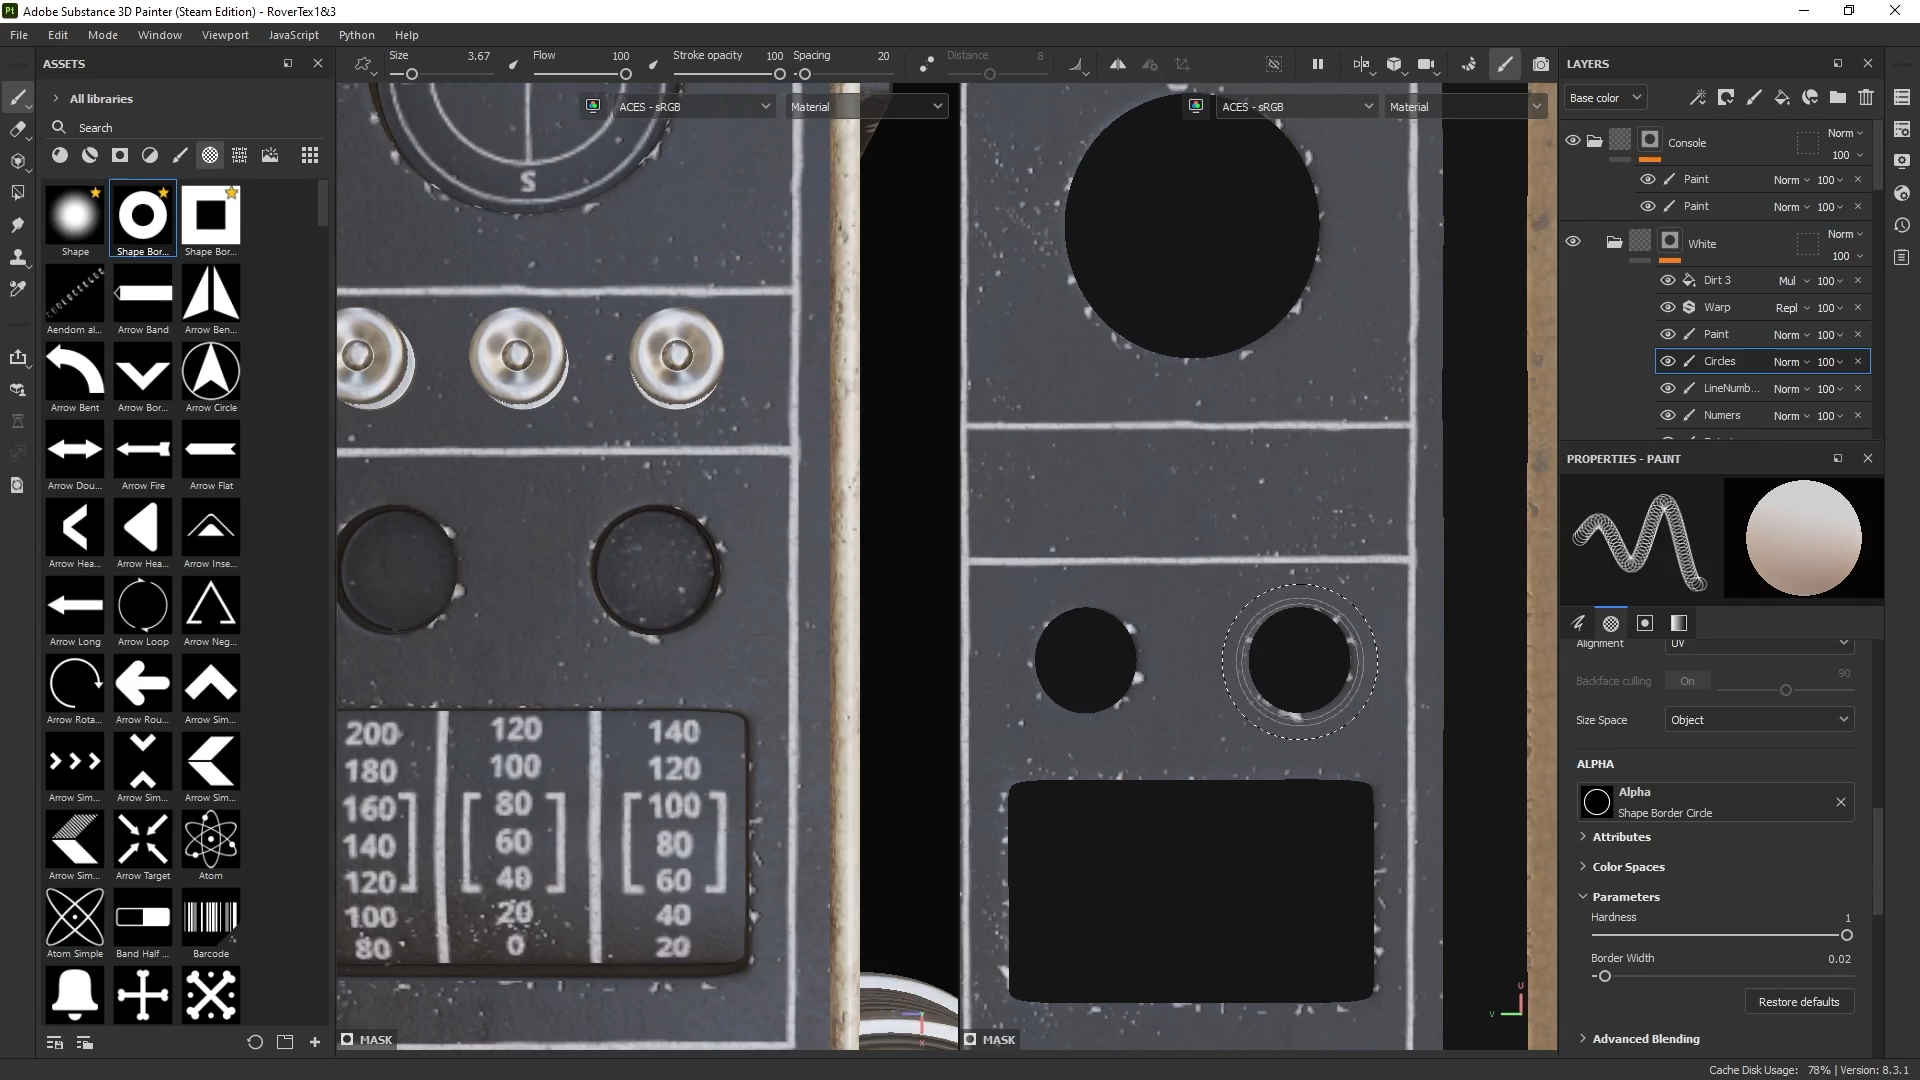 Adobe Substance 3D Painter (Steam Edition) - RoverTex1&3
File Edit Mode Window Viewport JavaScript Python Help
ASSETS
All libraries
Search
Shape Shape Bor... Shape Bor...
Aendom al... Arrow Band Arrow Ben...
Arrow Bent Arrow Bor... Arrow Circle
Arrow Dou... Arrow Fire Arrow Flat
Arrow Hea... Arrow Hea... Arrow Inse...
Arrow Long Arrow Loop Arrow Neg...
Arrow Rota... Arrow Rou... Arrow Sim...
Arrow Sim... Arrow Sim... Arrow Sim...
Arrow Sim... Arrow Target Atom
Atom Simple Band Half ... Barcode
Size 3.67 Flow 100 Stroke opacity 100 Spacing 20 Distance 8
ACES - sRGB Material
ACES - sRGB Material
S
200 120 140
180 100 120
160 80 100
140 60 80
120 40 60
100 20 40
80 0 20
MASK
MASK
X
V U
LAYERS
Base color
Console Norm 100
Paint Norm 100
Paint Norm 100
White Norm 100
Dirt 3 Mul 100
Warp Repl 100
Paint Norm 100
Circles Norm 100
LineNumb... Norm 100
Numers Norm 100
PROPERTIES - PAINT
Alignment UV
Backface culling On 90
Size Space Object
ALPHA
Alpha
Shape Border Circle
Attributes
Color Spaces
Parameters
Hardness 1
Border Width 0.02
Restore defaults
Advanced Blending
Cache Disk Usage: 78% | Version: 8.3.1